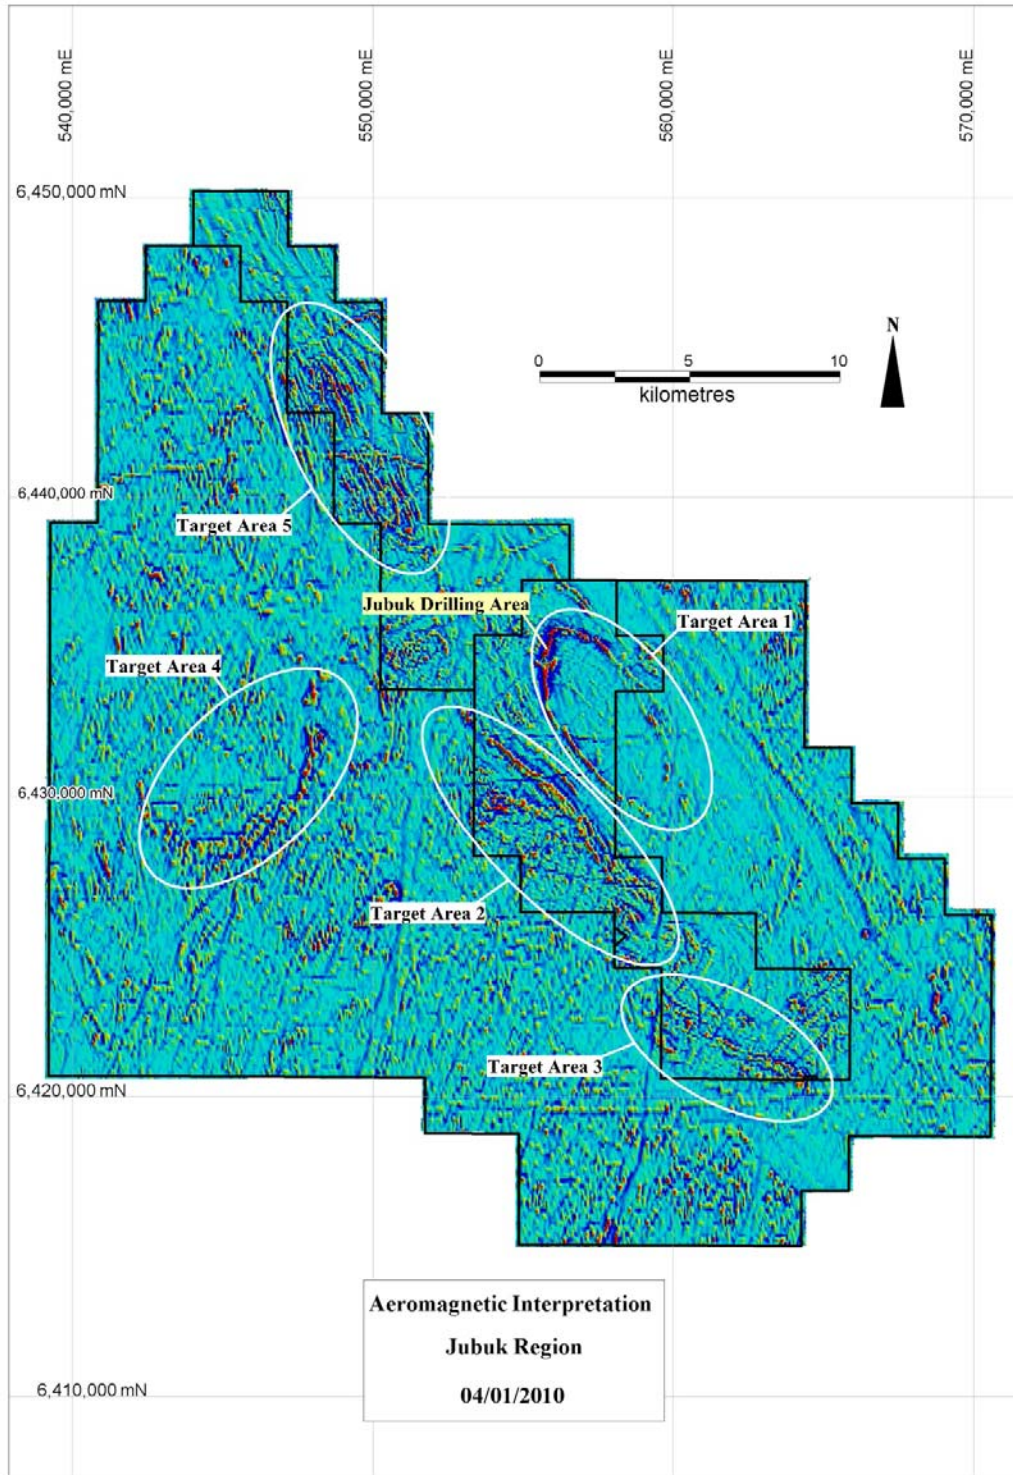 540,000 mE
550,000 mE
560,000 mE
570,000 mE
6,450,000 mN
N
0 5 10
kilometres
6,440,000 mN
Target Area 5
Jubuk Drilling Area
Target Area 1
Target Area 4
6,430,000 mN
Target Area 2
Target Area 3
6,420,000 mN
Aeromagnetic Interpretation
Jubuk Region
04/01/2010
6,410,000 mN